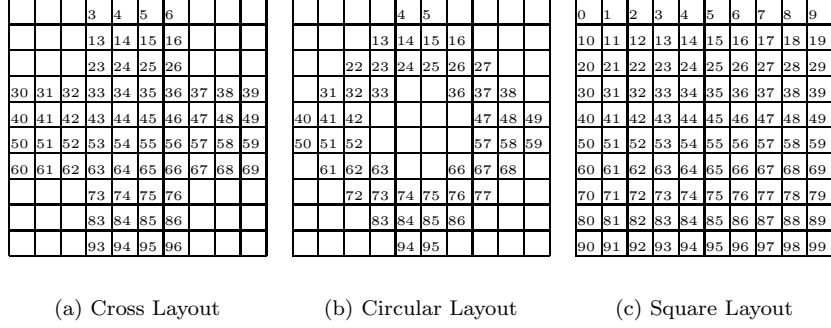 3 4 5 6 4 5 0 1 2 3 4 5 6 7 8 9
13 14 15 16 13 14 15 16 10 11 12 13 14 15 16 17 18 19
23 24 25 26 22 23 24 25 26 27 20 21 22 23 24 25 26 27 28 29
30 31 32 33 34 35 36 37 38 39 31 32 33 36 37 38 30 31 32 33 34 35 36 37 38 39
40 41 42 43 44 45 46 47 48 49 40 41 42 47 48 49 40 41 42 43 44 45 46 47 48 49
50 51 52 53 54 55 56 57 58 59 50 51 52 57 58 59 50 51 52 53 54 55 56 57 58 59
60 61 62 63 64 65 66 67 68 69 61 62 63 66 67 68 60 61 62 63 64 65 66 67 68 69
73 74 75 76 72 73 74 75 76 77 70 71 72 73 74 75 76 77 78 79
83 84 85 86 83 84 85 86 80 81 82 83 84 85 86 87 88 89
93 94 95 96 94 95 90 91 92 93 94 95 96 97 98 99
(a) Cross Layout (b) Circular Layout (c) Square Layout